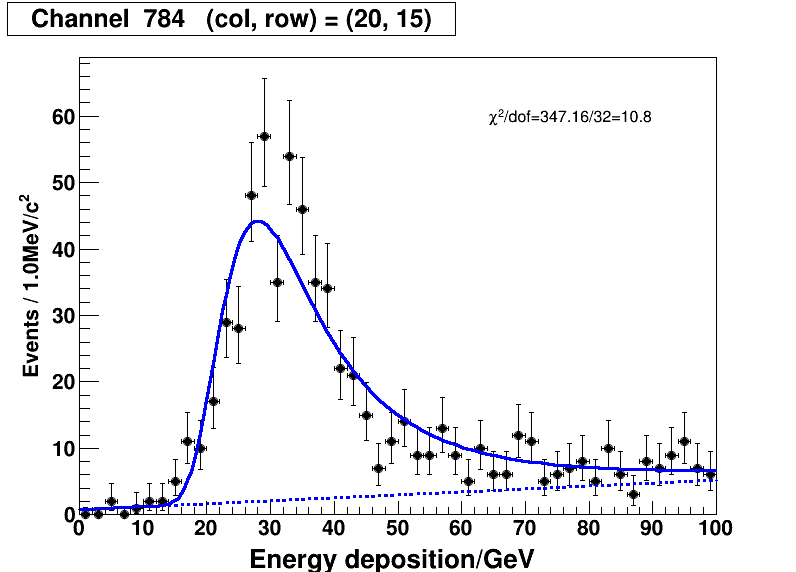 Channel 784 (col, row) = (20, 15)
χ²/dof=347.16/32=10.8
Events / 1.0MeV/c²
60
50
40
30
20
10
0
0 10 20 30 40 50 60 70 80 90 100
Energy deposition/GeV